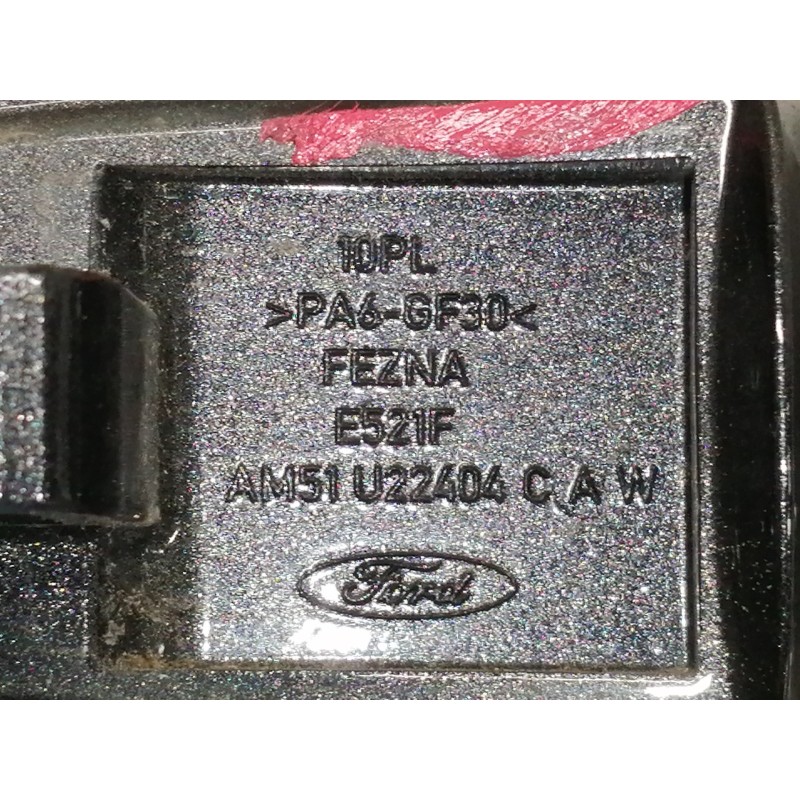 10PL
>PA6-GF30<
FEZNA
E521F
AM51 U22404 C A W
Ford